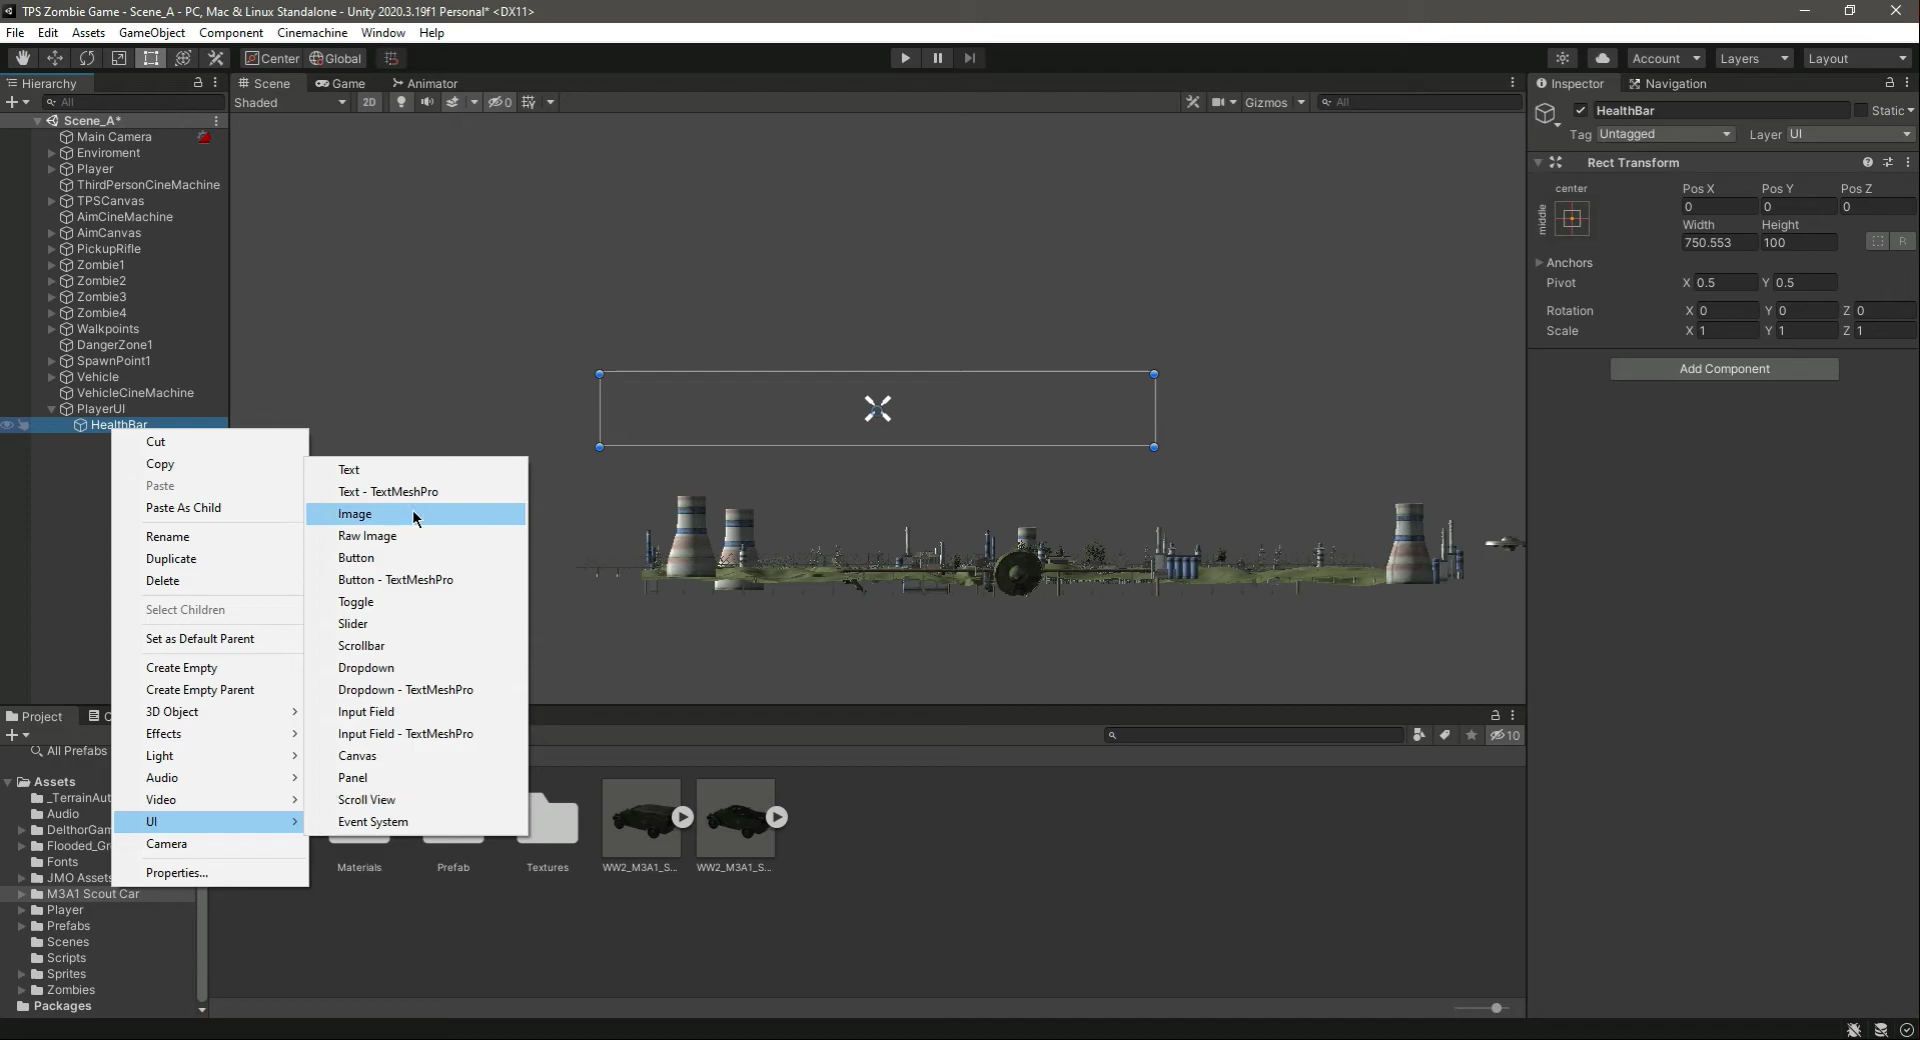 TPS Zombie Game - Scene_A - PC, Mac & Linux Standalone - Unity 2020.3.19f1 Personal* <DX11>
File Edit Assets GameObject Component Cinemachine Window Help
Center Global Account Layers Layout
Hierarchy
All
Scene_A*
Main Camera
Enviroment
Player
ThirdPersonCineMachine
TPSCanvas
AimCineMachine
AimCanvas
PickupRifle
Zombie1
Zombie2
Zombie3
Zombie4
Walkpoints
DangerZone1
SpawnPoint1
Vehicle
VehicleCineMachine
PlayerUI
HealthBar
Scene Game Animator
Shaded 2D 0 Gizmos All
Cut
Copy
Paste
Paste As Child
Rename
Duplicate
Delete
Select Children
Set as Default Parent
Create Empty
Create Empty Parent
3D Object
Effects
Light
Audio
Video
UI
Camera
Properties...
Text
Text - TextMeshPro
Image
Raw Image
Button
Button - TextMeshPro
Toggle
Slider
Scrollbar
Dropdown
Dropdown - TextMeshPro
Input Field
Input Field - TextMeshPro
Canvas
Panel
Scroll View
Event System
Inspector Navigation
HealthBar Static
Tag Untagged Layer UI
Rect Transform
center
middle
Pos X Pos Y Pos Z
0 0 0
Width Height
750.553 100 R
Anchors
Pivot X 0.5 Y 0.5
Rotation X 0 Y 0 Z 0
Scale X 1 Y 1 Z 1
Add Component
Project C
10
All Prefabs
Assets
_TerrainAut
Audio
DelthorGam
Flooded_Gr
Fonts
JMO Assets
M3A1 Scout Car
Player
Prefabs
Scenes
Scripts
Sprites
Zombies
Packages
Materials Prefab Textures WW2_M3A1_S... WW2_M3A1_S...